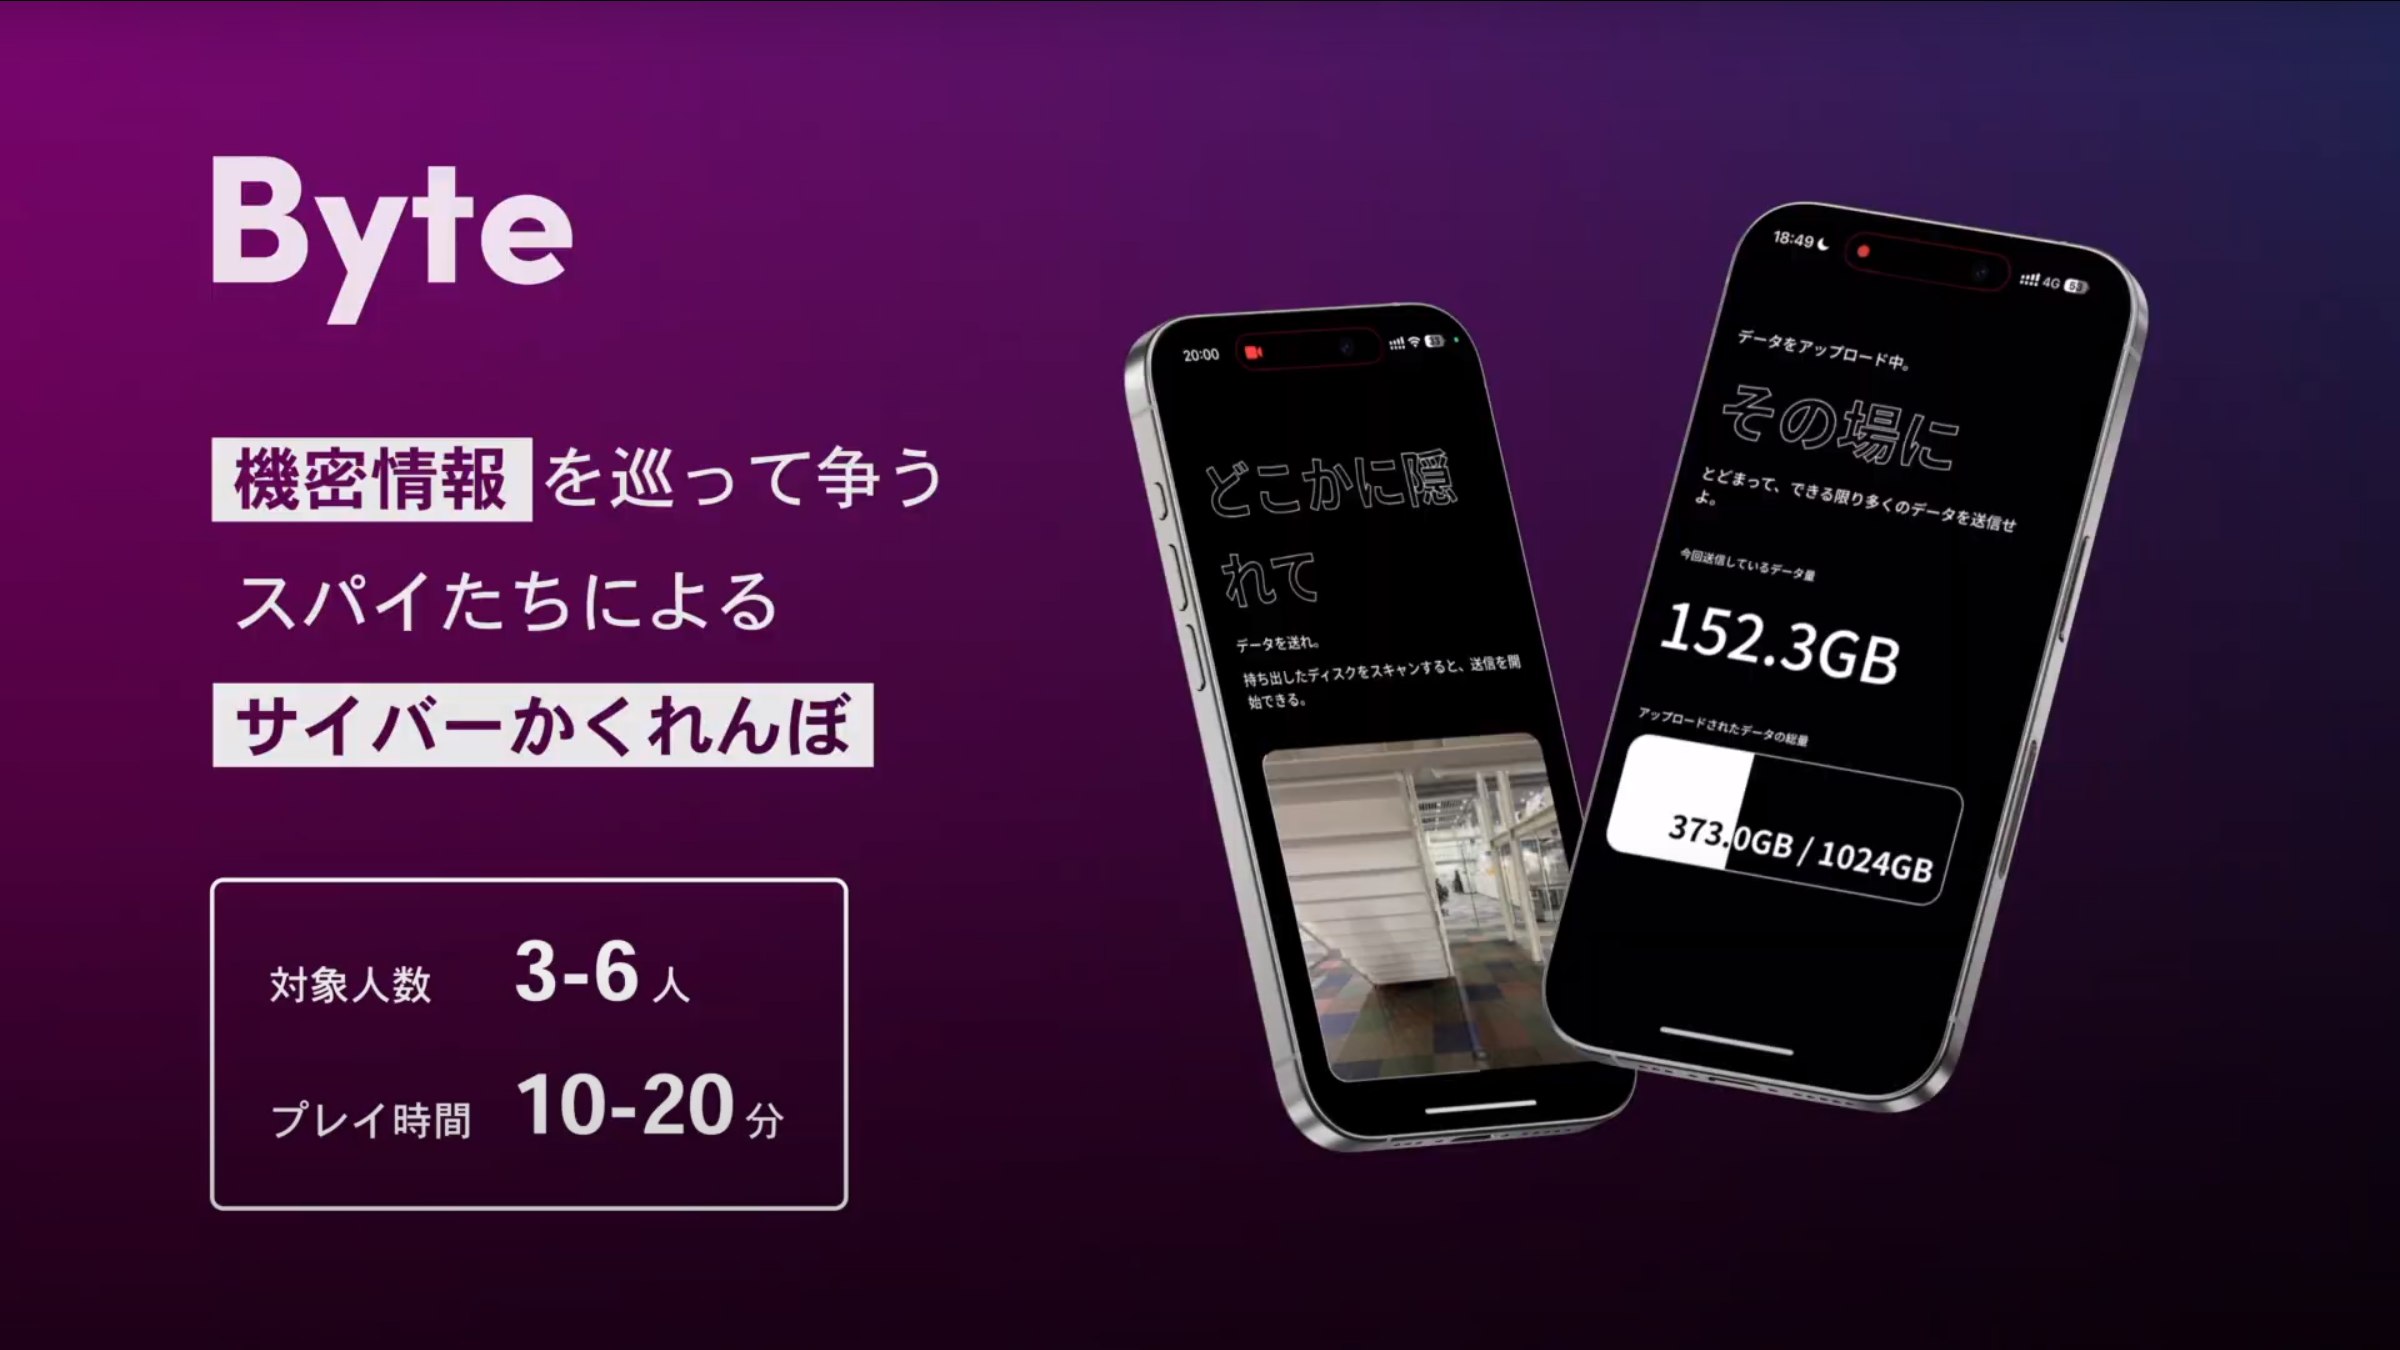 Byte
機密情報を巡って争う
スパイたちによる
サイバーかくれんぼ
対象人数 3-6人
プレイ時間 10-20分
20:00
どこかに隠
れて
データを送れ。
持ち出したディスクをスキャンすると、送信を開
始できる。
18:49 4G 53
データをアップロード中。
その場に
とどまって、できる限り多くのデータを送信せ
よ。
今回送信しているデータ量
152.3GB
アップロードされたデータの総量
373.0GB / 1024GB